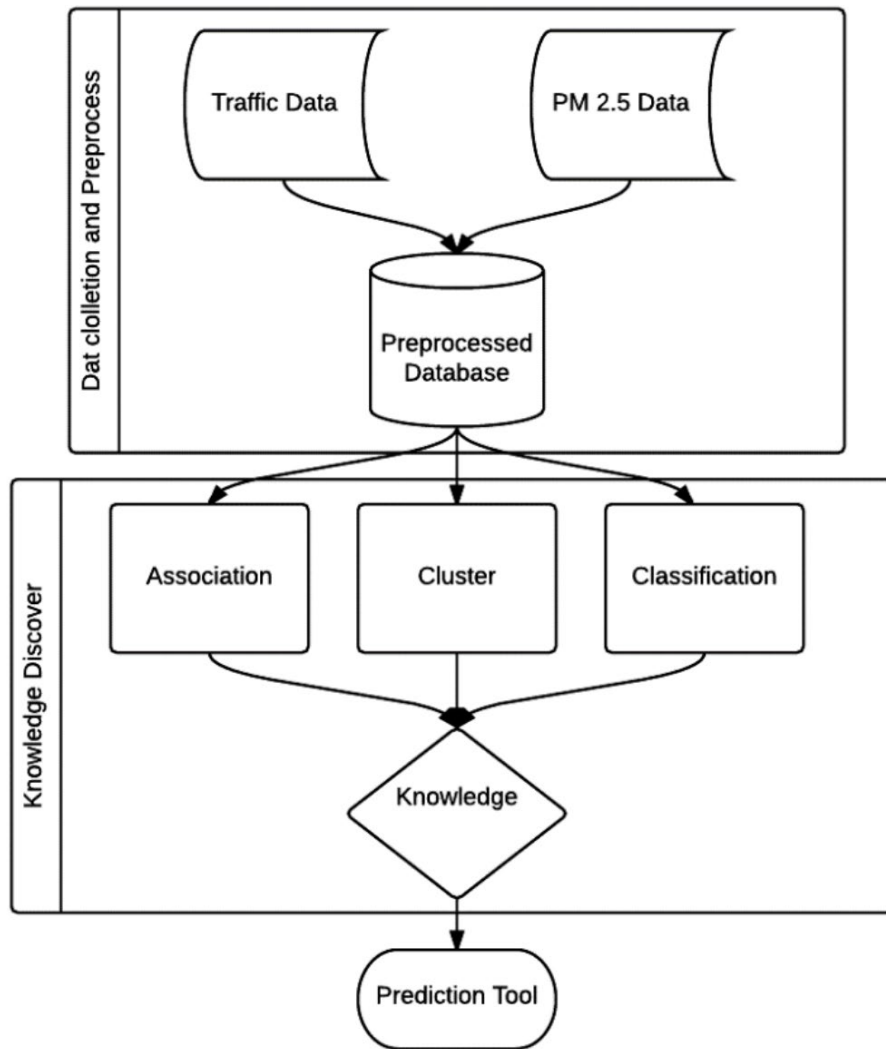 Dat clolletion and Preprocess
Traffic Data
PM 2.5 Data
Preprocessed
Database
Knowledge Discover
Association
Cluster
Classification
Knowledge
Prediction Tool